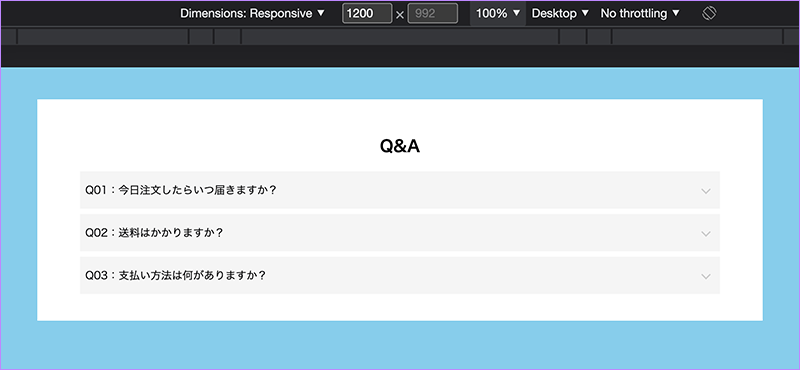 Dimensions: Responsive ▼ 1200 × 992 100% ▼ Desktop ▼ No throttling ▼
Q&A
Q01：今日注文したらいつ届きますか？
Q02：送料はかかりますか？
Q03：支払い方法は何がありますか？